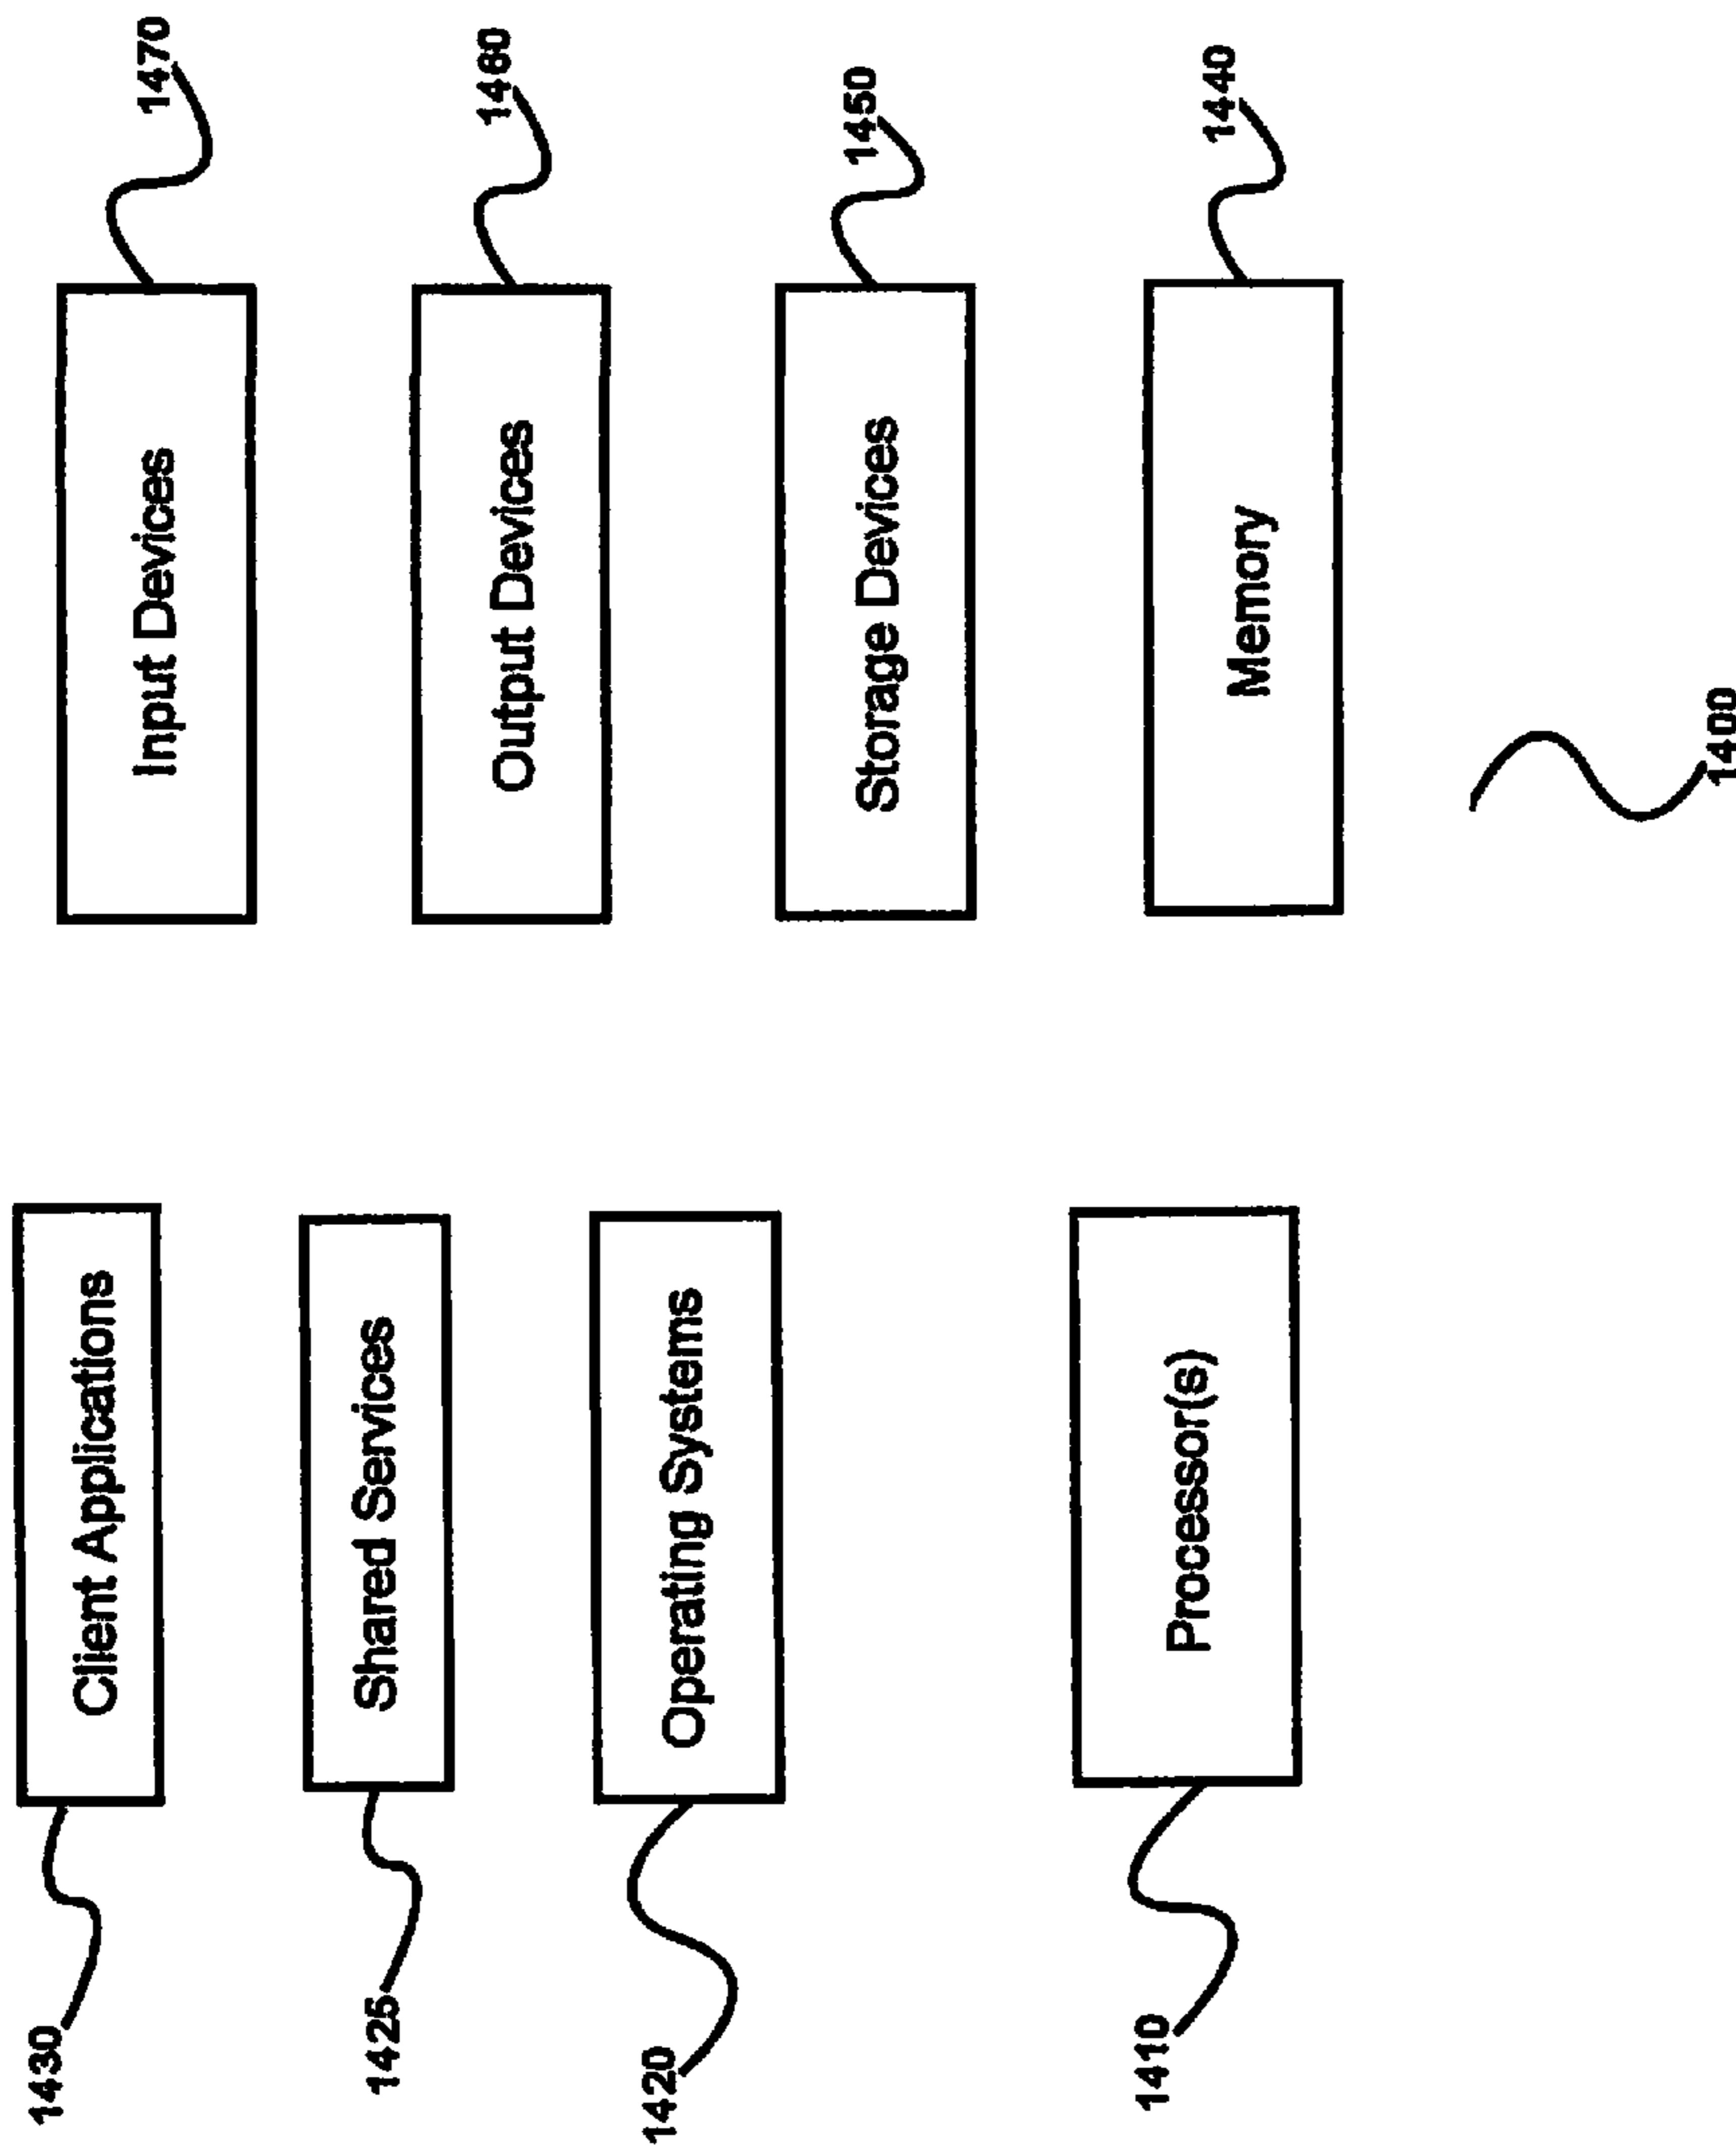 1430
Client Applications
Input Devices
1470
1425
Shared Services
Output Devices
1460
1420
Operating Systems
Storage Devices
1450
1410
Processor(s)
Memory
1440
1400